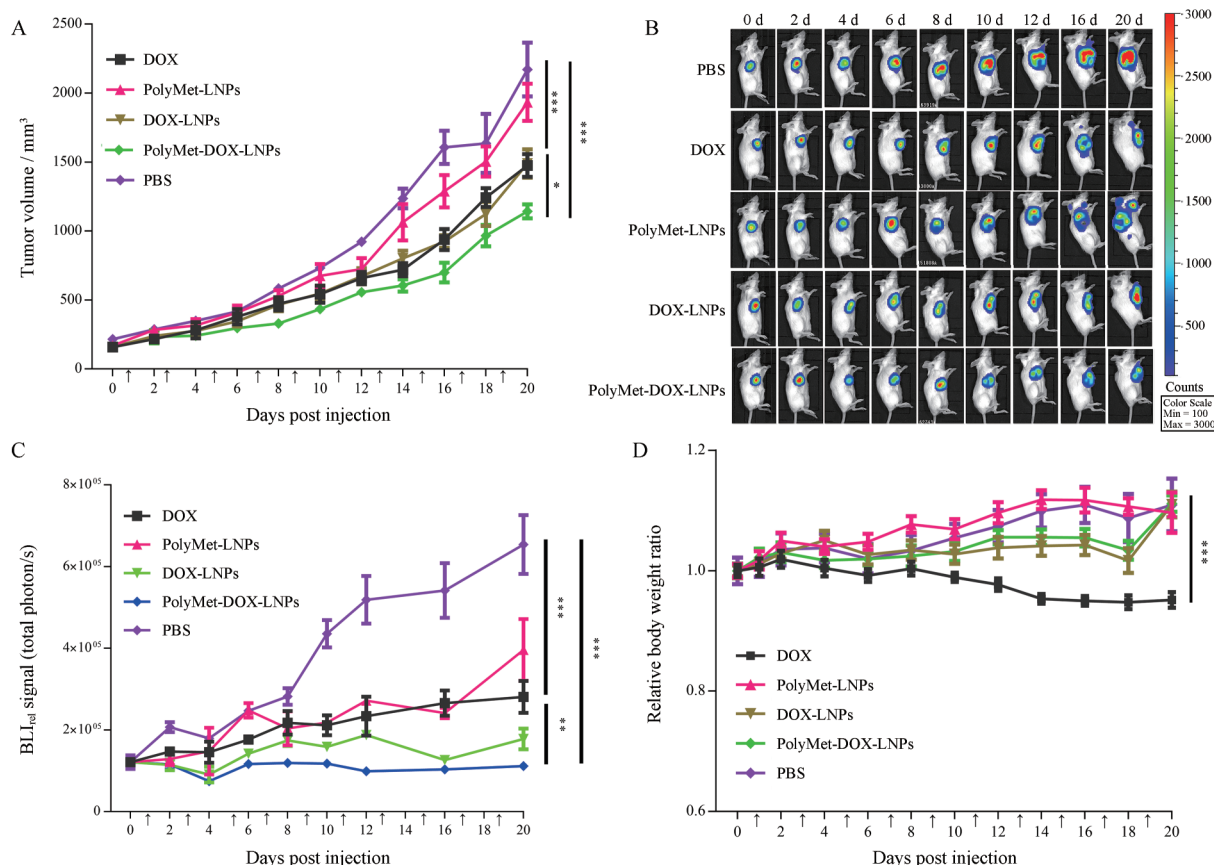 A
2500
2000
1500
1000
500
0
Tumor volume / mm³
DOX
PolyMet-LNPs
DOX-LNPs
PolyMet-DOX-LNPs
PBS
***
***
*
0 ↑ 2 ↑ 4 ↑ 6 ↑ 8 ↑ 10 ↑ 12 ↑ 14 ↑ 16 ↑ 18 ↑ 20
Days post injection
B
0 d 2 d 4 d 6 d 8 d 10 d 12 d 16 d 20 d
PBS
DOX
PolyMet-LNPs
DOX-LNPs
PolyMet-DOX-LNPs
3000
2500
2000
1500
1000
500
Counts
Color Scale
Min = 100
Max = 3000
C
8×10⁰⁵
6×10⁰⁵
4×10⁰⁵
2×10⁰⁵
0
BLI_rel signal (total photon/s)
DOX
PolyMet-LNPs
DOX-LNPs
PolyMet-DOX-LNPs
PBS
***
***
**
0 ↑ 2 ↑ 4 ↑ 6 ↑ 8 ↑ 10 ↑ 12 ↑ 14 ↑ 16 ↑ 18 ↑ 20
Days post injection
D
1.2
1.0
0.8
0.6
Relative body weight ratio
***
DOX
PolyMet-LNPs
DOX-LNPs
PolyMet-DOX-LNPs
PBS
0 ↑ 2 ↑ 4 ↑ 6 ↑ 8 ↑ 10 ↑ 12 ↑ 14 ↑ 16 ↑ 18 ↑ 20
Days post injection